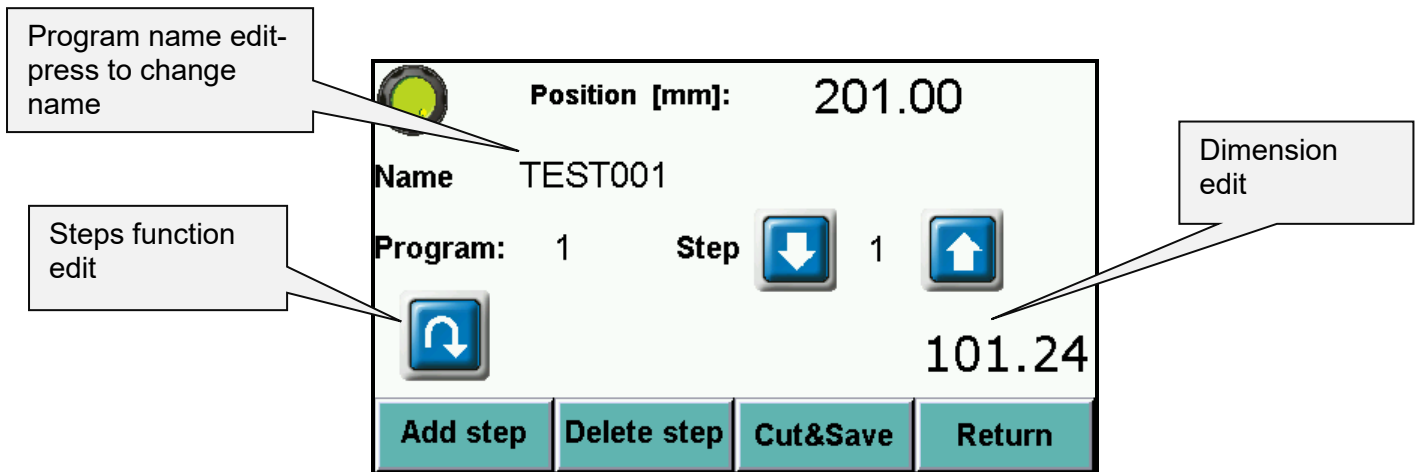 Program name edit-
press to change
name
Position [mm]: 201.00
Dimension
edit
Name TEST001
Steps function
edit
Program: 1 Step 1
101.24
Add step Delete step Cut&Save Return